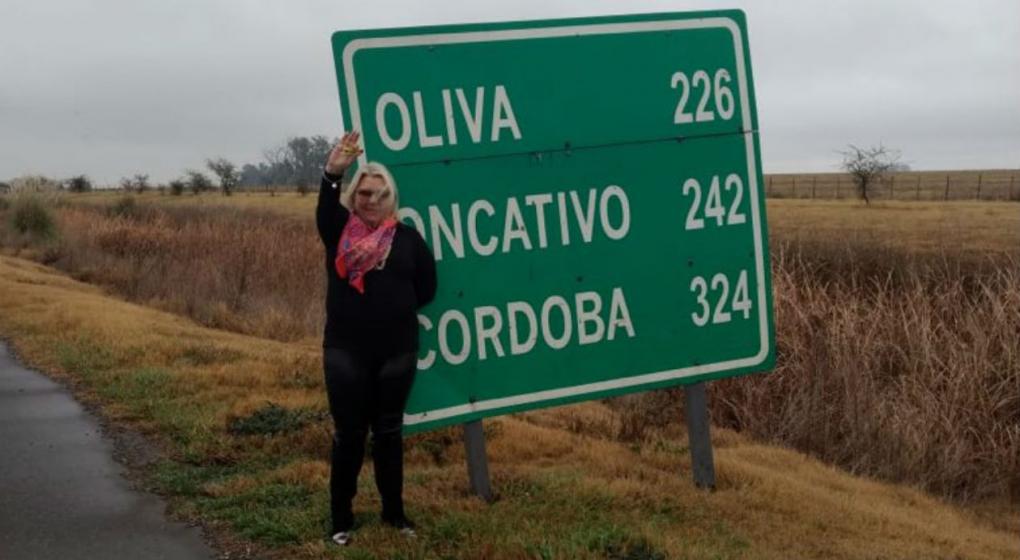 OLIVA 226
ONCATIVO 242
CORDOBA 324